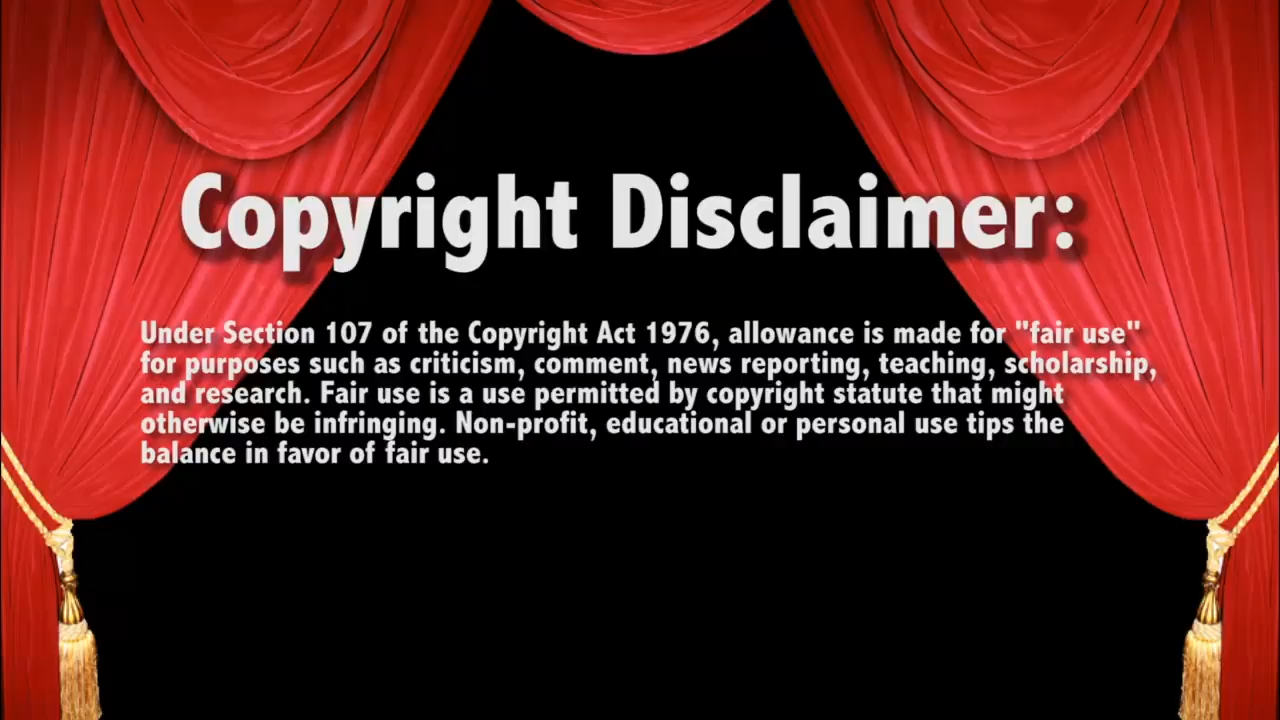 Copyright Disclaimer:
Under Section 107 of the Copyright Act 1976, allowance is made for "fair use"
for purposes such as criticism, comment, news reporting, teaching, scholarship,
and research. Fair use is a use permitted by copyright statute that might
otherwise be infringing. Non-profit, educational or personal use tips the
balance in favor of fair use.